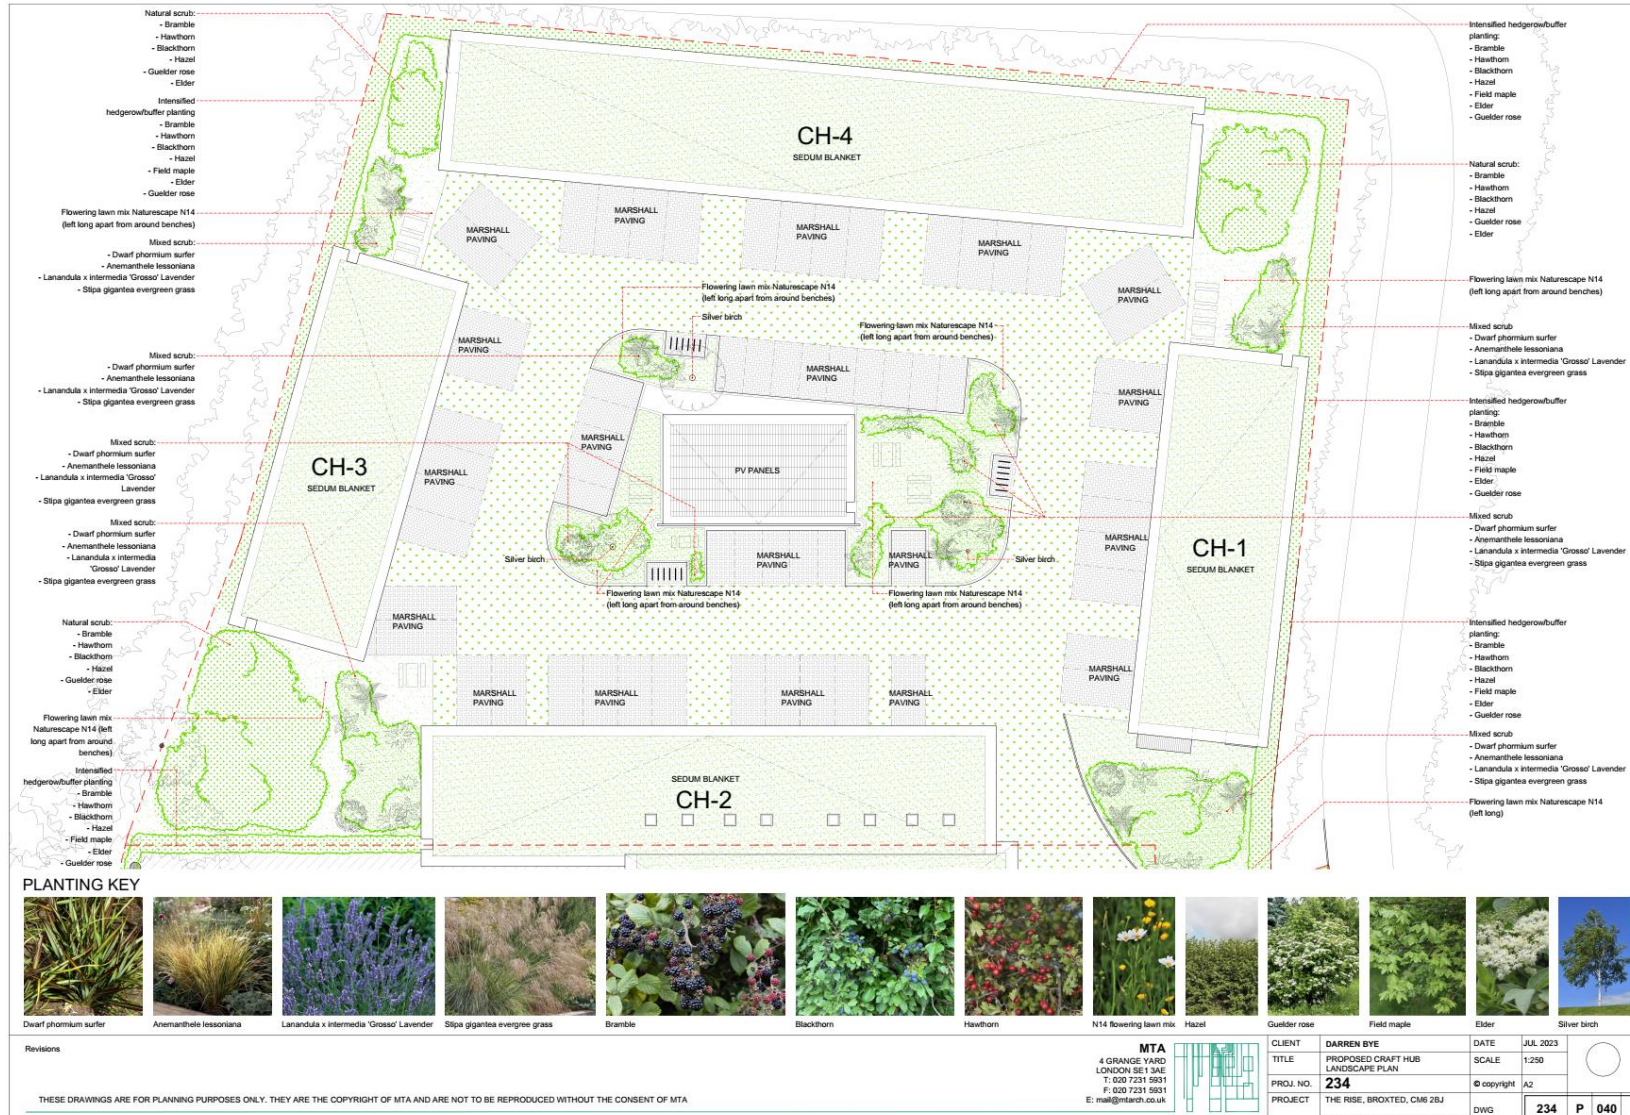 Natural scrub:
- Bramble
- Hawthorn
- Blackthorn
- Hazel
- Guelder rose
- Elder
Intensified
hedgerow/buffer planting
- Bramble
- Hawthorn
- Blackthorn
- Hazel
- Field maple
- Elder
- Guelder rose
Flowering lawn mix Naturescape N14
(left long apart from around benches)
Mixed scrub:
- Dwarf phormium surfer
- Anemanthele lessoniana
- Lanandula x intermedia 'Grosso' Lavender
- Stipa gigantea evergreen grass
Mixed scrub:
- Dwarf phormium surfer
- Anemanthele lessoniana
- Lanandula x intermedia 'Grosso' Lavender
- Stipa gigantea evergreen grass
Mixed scrub:
- Dwarf phormium surfer
- Anemanthele lessoniana
- Lanandula x intermedia 'Grosso'
Lavender
- Stipa gigantea evergreen grass
Mixed scrub:
- Dwarf phormium surfer
- Anemanthele lessoniana
- Lanandula x intermedia
'Grosso' Lavender
- Stipa gigantea evergreen grass
Natural scrub:
- Bramble
- Hawthorn
- Blackthorn
- Hazel
- Guelder rose
- Elder
Flowering lawn mix
Naturescape N14 (left
long apart from around
benches)
Intensified
hedgerow/buffer planting
- Bramble
- Hawthorn
- Blackthorn
- Hazel
- Field maple
- Elder
- Guelder rose
CH-4
SEDUM BLANKET
MARSHALL
PAVING
MARSHALL
PAVING
MARSHALL
PAVING
MARSHALL
PAVING
MARSHALL
PAVING
Flowering lawn mix Naturescape N14
(left long apart from around benches)
Silver birch
Flowering lawn mix Naturescape N14
(left long apart from around benches)
MARSHALL
PAVING
MARSHALL
PAVING
MARSHALL
PAVING
MARSHALL
PAVING
CH-3
SEDUM BLANKET
MARSHALL
PAVING
PV PANELS
MARSHALL
PAVING
MARSHALL
PAVING
MARSHALL
PAVING
CH-1
SEDUM BLANKET
Silver birch
Silver birch
Flowering lawn mix Naturescape N14
(left long apart from around benches)
Flowering lawn mix Naturescape N14
(left long apart from around benches)
MARSHALL
PAVING
MARSHALL
PAVING
MARSHALL
PAVING
MARSHALL
PAVING
MARSHALL
PAVING
MARSHALL
PAVING
SEDUM BLANKET
CH-2
Intensified hedgerow/buffer
planting:
- Bramble
- Hawthorn
- Blackthorn
- Hazel
- Field maple
- Elder
- Guelder rose
Natural scrub:
- Bramble
- Hawthorn
- Blackthorn
- Hazel
- Guelder rose
- Elder
Flowering lawn mix Naturescape N14
(left long apart from around benches)
Mixed scrub
- Dwarf phormium surfer
- Anemanthele lessoniana
- Lanandula x intermedia 'Grosso' Lavender
- Stipa gigantea evergreen grass
Intensified hedgerow/buffer
planting:
- Bramble
- Hawthorn
- Blackthorn
- Hazel
- Field maple
- Elder
- Guelder rose
Mixed scrub
- Dwarf phormium surfer
- Anemanthele lessoniana
- Lanandula x intermedia 'Grosso' Lavender
- Stipa gigantea evergreen grass
Intensified hedgerow/buffer
planting:
- Bramble
- Hawthorn
- Blackthorn
- Hazel
- Field maple
- Elder
- Guelder rose
Mixed scrub
- Dwarf phormium surfer
- Anemanthele lessoniana
- Lanandula x intermedia 'Grosso' Lavender
- Stipa gigantea evergreen grass
Flowering lawn mix Naturescape N14
(left long)
PLANTING KEY
Dwarf phormium surfer
Anemanthele lessoniana
Lanandula x intermedia 'Grosso' Lavender
Stipa gigantea evergree grass
Bramble
Blackthorn
Hawthorn
N14 flowering lawn mix
Hazel
Guelder rose
Field maple
Elder
Silver birch
Revisions
THESE DRAWINGS ARE FOR PLANNING PURPOSES ONLY. THEY ARE THE COPYRIGHT OF MTA AND ARE NOT TO BE REPRODUCED WITHOUT THE CONSENT OF MTA
MTA
4 GRANGE YARD
LONDON SE1 3AE
T: 020 7231 5931
F: 020 7231 5931
E: mail@mtarch.co.uk
CLIENT DARREN BYE DATE JUL 2023
TITLE PROPOSED CRAFT HUB
LANDSCAPE PLAN SCALE 1:250
PROJ. NO. 234 © copyright A2
PROJECT THE RISE, BROXTED, CM6 2BJ DWG 234 P 040